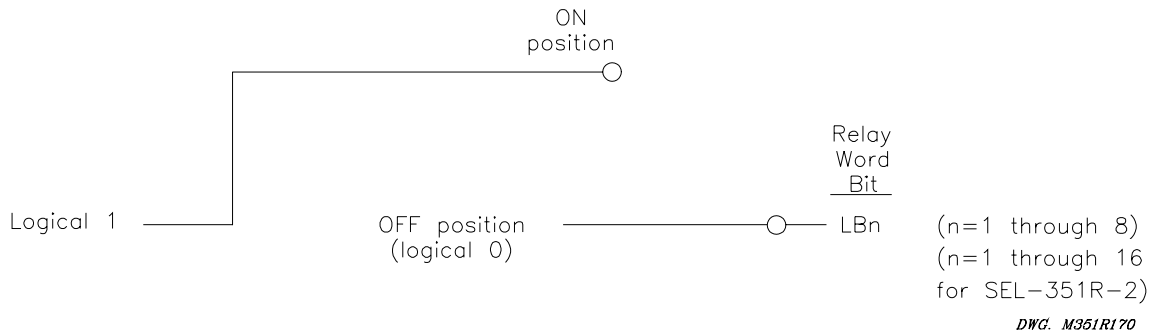 ON
position
Relay
Word
Bit
Logical 1
OFF position
(logical 0)
LBn
(n=1 through 8)
(n=1 through 16
for SEL-351R-2)
DWG. M351R170